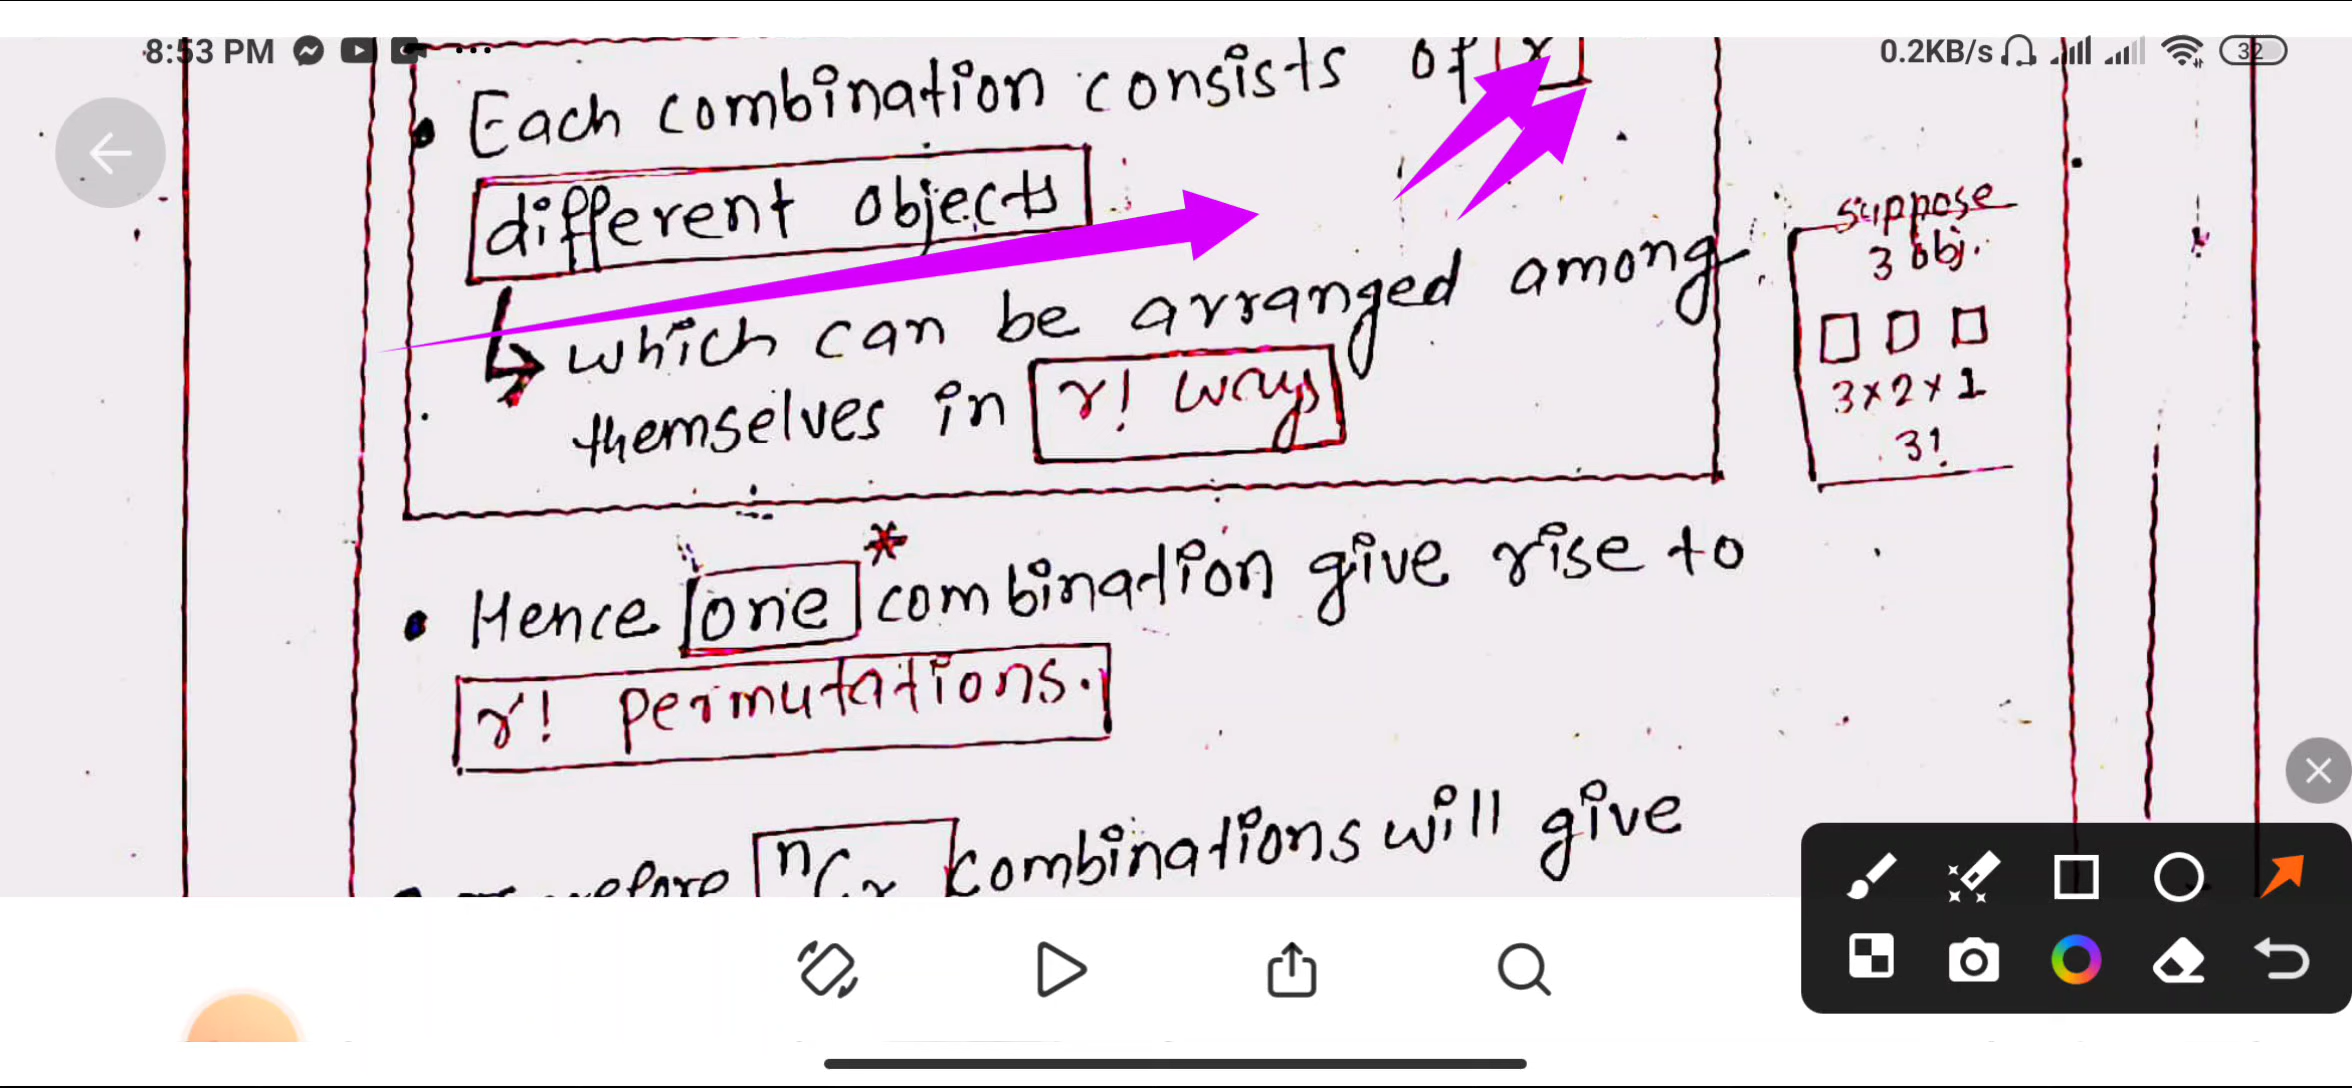 8:53 PM
0.2KB/s
32
Each combination consists of r
different objects
which can be arranged among
themselves in r! ways
suppose
3 obj.
3×2×1
3!
*
Hence one combination give rise to
r! permutations.
nCr combinations will give